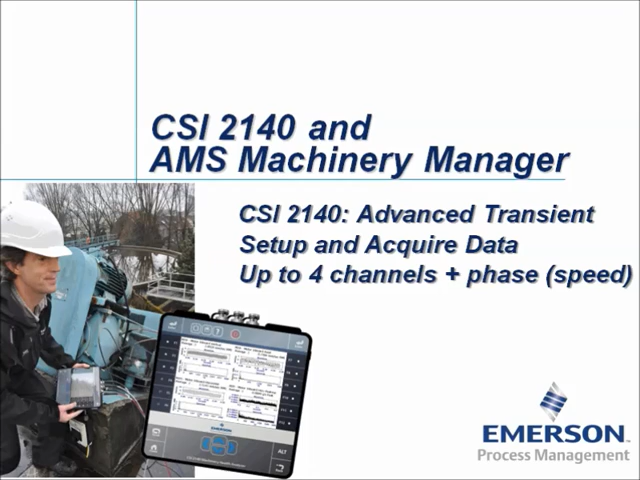 CSI 2140 and
AMS Machinery Manager
CSI 2140: Advanced Transient
Setup and Acquire Data
Up to 4 channels + phase (speed)
ALT
EMERSON
Process Management